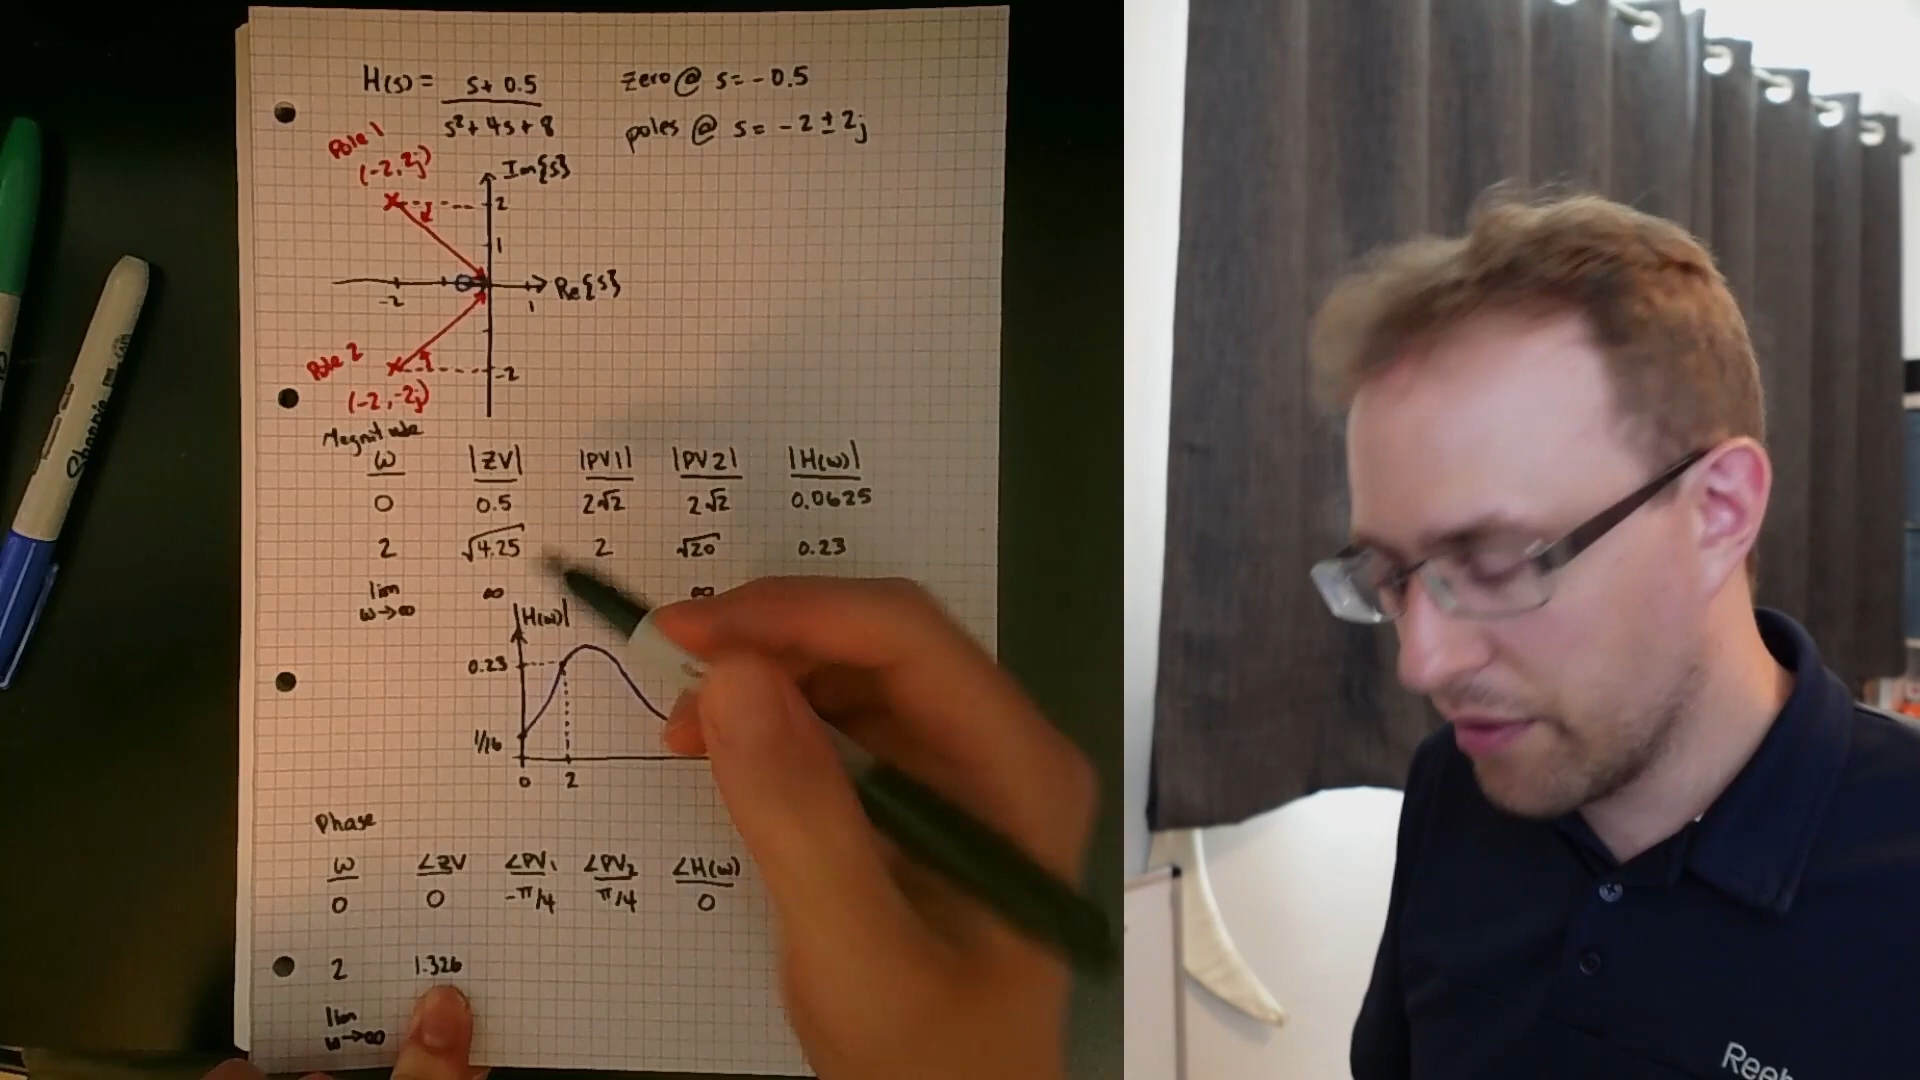 H(s) = s + 0.5 / s² + 4s + 8
zero @ s = -0.5
poles @ s = -2 ± 2j
Pole 1
(-2, 2j)
Im{s}
2
1
-2
1
Re{s}
Pole 2
(-2, -2j)
-2
Magnitude
ω |ZV| |PV1| |PV2| |H(ω)|
0 0.5 2√2 2√2 0.0625
2 √4.25 2 √20 0.23
lim ω→∞ ∞ ∞
|H(ω)|
0.23
1/16
0 2
Phase
ω ∠ZV ∠PV₁ ∠PV₂ ∠H(ω)
0 0 -π/4 π/4 0
2 1.326
lim
ω→∞
Sharpie
Reeb